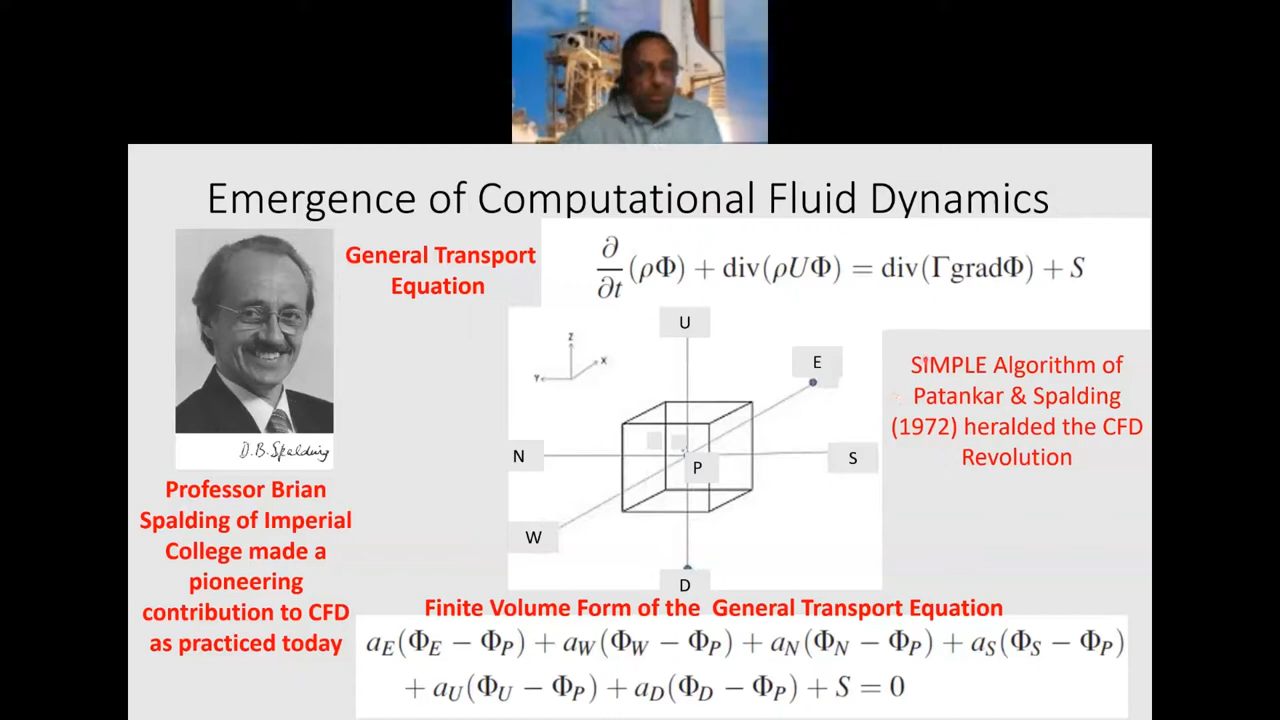 Emergence of Computational Fluid Dynamics
General Transport
Equation
∂/∂t (ρΦ) + div(ρUΦ) = div(ΓgradΦ) + S
D.B. Spalding
Professor Brian
Spalding of Imperial
College made a
pioneering
contribution to CFD
as practiced today
U
Z
X
Y
E
N
P
S
W
D
SIMPLE Algorithm of
Patankar & Spalding
(1972) heralded the CFD
Revolution
Finite Volume Form of the General Transport Equation
a_E(Φ_E − Φ_P) + a_W(Φ_W − Φ_P) + a_N(Φ_N − Φ_P) + a_S(Φ_S − Φ_P)
+ a_U(Φ_U − Φ_P) + a_D(Φ_D − Φ_P) + S = 0